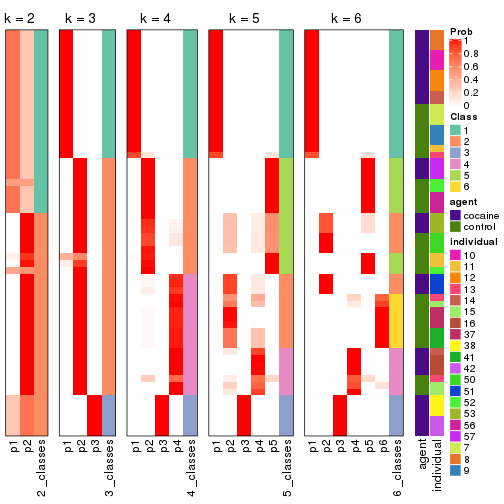 k = 2
k = 3
k = 4
k = 5
k = 6
p1
p2
2_classes
p1
p2
p3
3_classes
p1
p2
p3
p4
4_classes
p1
p2
p3
p4
p5
5_classes
p1
p2
p3
p4
p5
p6
6_classes
agent
individual
Prob
1
0.8
0.6
0.4
0.2
0
Class
1
2
3
4
5
6
agent
cocaine
control
individual
10
11
12
13
14
15
16
37
38
41
42
50
51
52
53
56
57
7
8
9